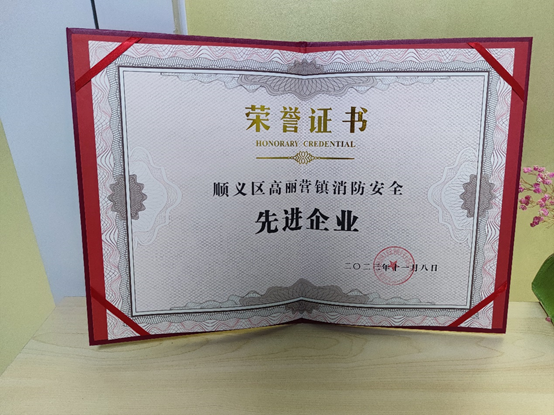 荣誉证书
HONORARY CREDENTIAL
顺义区高丽营镇消防安全
先进企业
二〇二三年十一月八日